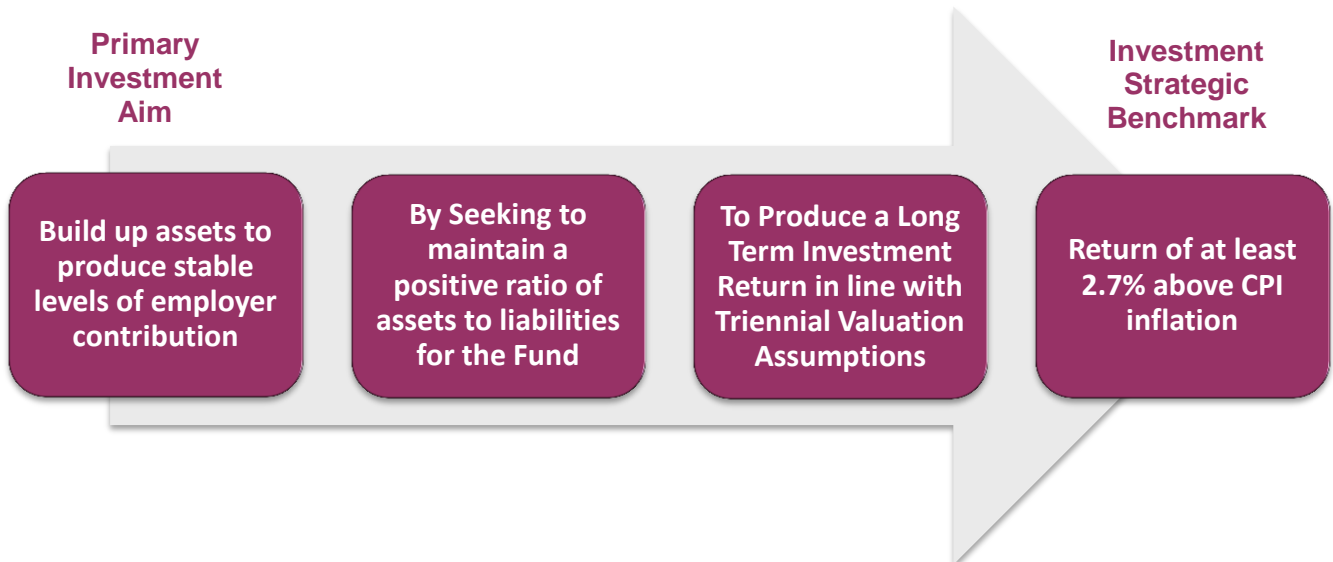 Primary
Investment
Aim
Investment
Strategic
Benchmark
Build up assets to
produce stable
levels of employer
contribution
By Seeking to
maintain a
positive ratio of
assets to liabilities
for the Fund
To Produce a Long
Term Investment
Return in line with
Triennial Valuation
Assumptions
Return of at least
2.7% above CPI
inflation